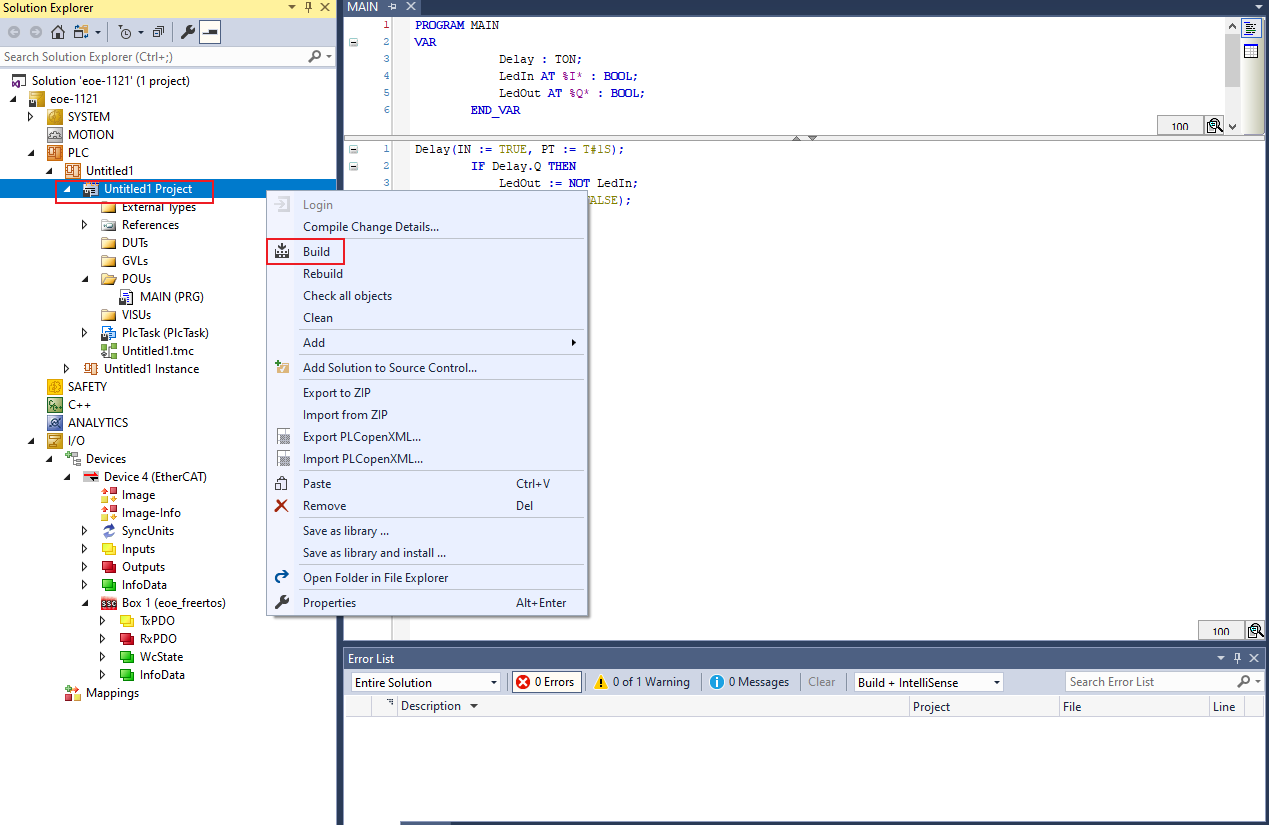 Solution Explorer
Search Solution Explorer (Ctrl+;)
Solution 'eoe-1121' (1 project)
eoe-1121
SYSTEM
MOTION
PLC
Untitled1
Untitled1 Project
External Types
References
DUTs
GVLs
POUs
MAIN (PRG)
VISUs
PlcTask (PlcTask)
Untitled1.tmc
Untitled1 Instance
SAFETY
C++
ANALYTICS
I/O
Devices
Device 4 (EtherCAT)
Image
Image-Info
SyncUnits
Inputs
Outputs
InfoData
Box 1 (eoe_freertos)
TxPDO
RxPDO
WcState
InfoData
Mappings
Login
Compile Change Details...
Build
Rebuild
Check all objects
Clean
Add
Add Solution to Source Control...
Export to ZIP
Import from ZIP
Export PLCopenXML...
Import PLCopenXML...
Paste Ctrl+V
Remove Del
Save as library ...
Save as library and install ...
Open Folder in File Explorer
Properties Alt+Enter
MAIN
1 PROGRAM MAIN
2 VAR
3 Delay : TON;
4 LedIn AT %I* : BOOL;
5 LedOut AT %Q* : BOOL;
6 END_VAR
100
1 Delay(IN := TRUE, PT := T#1S);
2 IF Delay.Q THEN
3 LedOut := NOT LedIn;
FALSE);
100
Error List
Entire Solution 0 Errors 0 of 1 Warning 0 Messages Clear Build + IntelliSense Search Error List
Description Project File Line